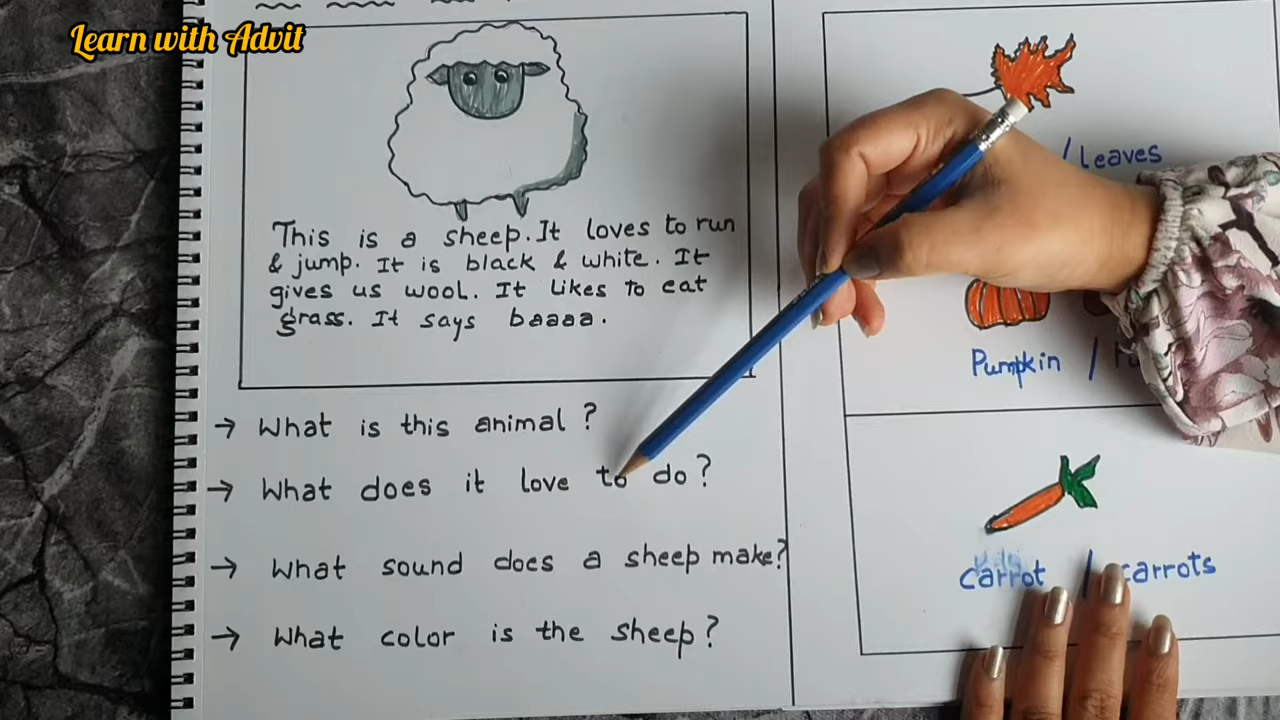 Learn with Advit
This is a sheep. It loves to run
& jump. It is black & white. It
gives us wool. It likes to eat
grass. It says baaaa.
→ What is this animal?
→ What does it love to do?
→ What sound does a sheep make?
→ What color is the sheep?
/ Leaves
Pumpkin /
carrot / carrots